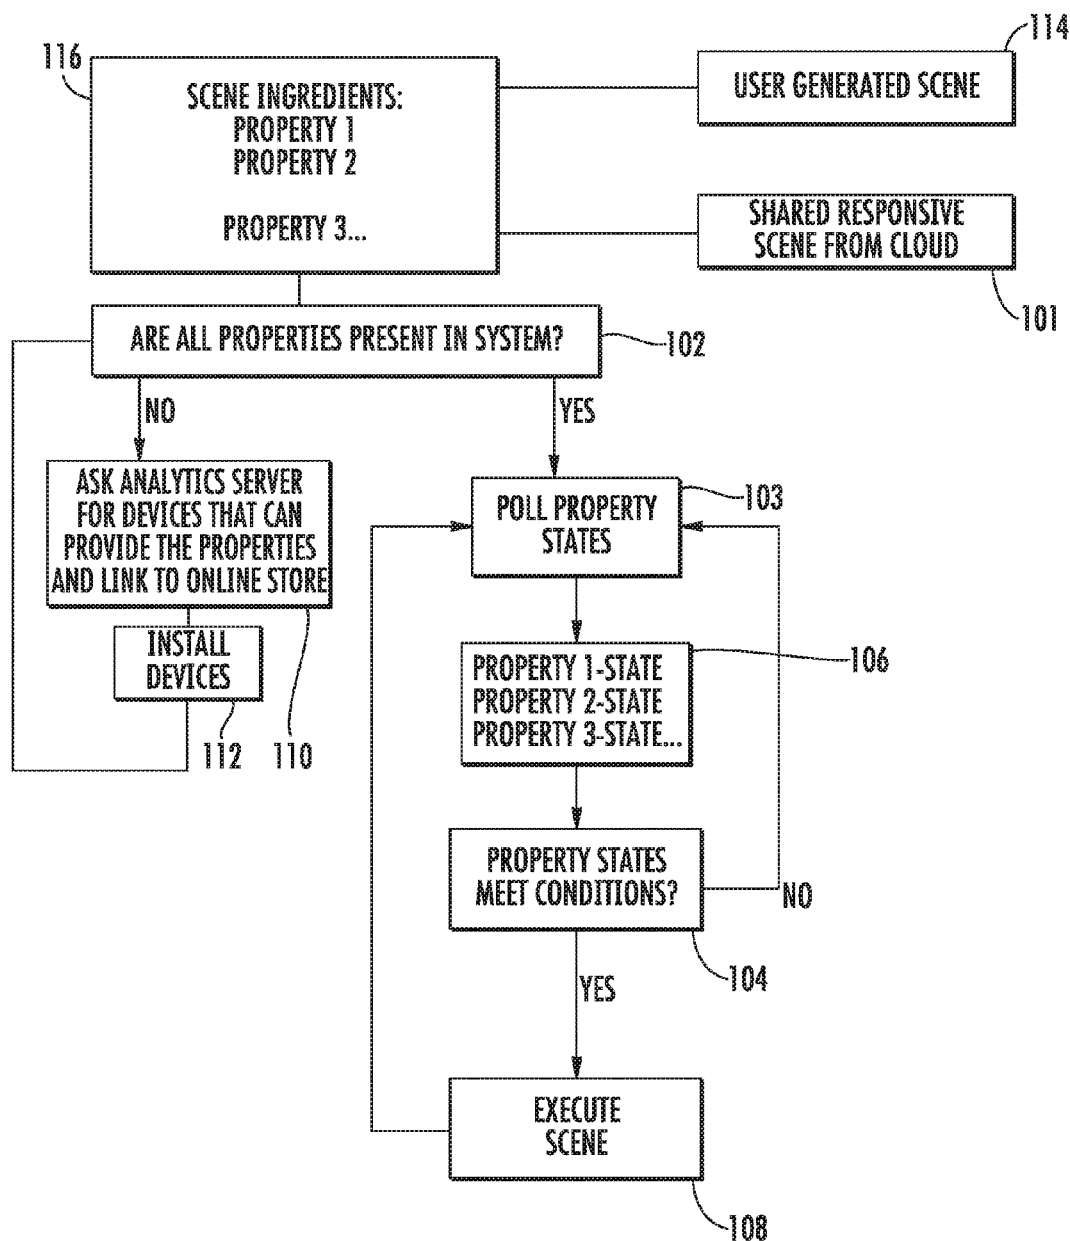 114
116
SCENE INGREDIENTS:
PROPERTY 1
PROPERTY 2
PROPERTY 3...
USER GENERATED SCENE
SHARED RESPONSIVE
SCENE FROM CLOUD
101
ARE ALL PROPERTIES PRESENT IN SYSTEM?
102
NO
YES
ASK ANALYTICS SERVER
FOR DEVICES THAT CAN
PROVIDE THE PROPERTIES
AND LINK TO ONLINE STORE
110
INSTALL
DEVICES
112
POLL PROPERTY
STATES
103
PROPERTY 1-STATE
PROPERTY 2-STATE
PROPERTY 3-STATE...
106
PROPERTY STATES
MEET CONDITIONS?
104
NO
YES
EXECUTE
SCENE
108